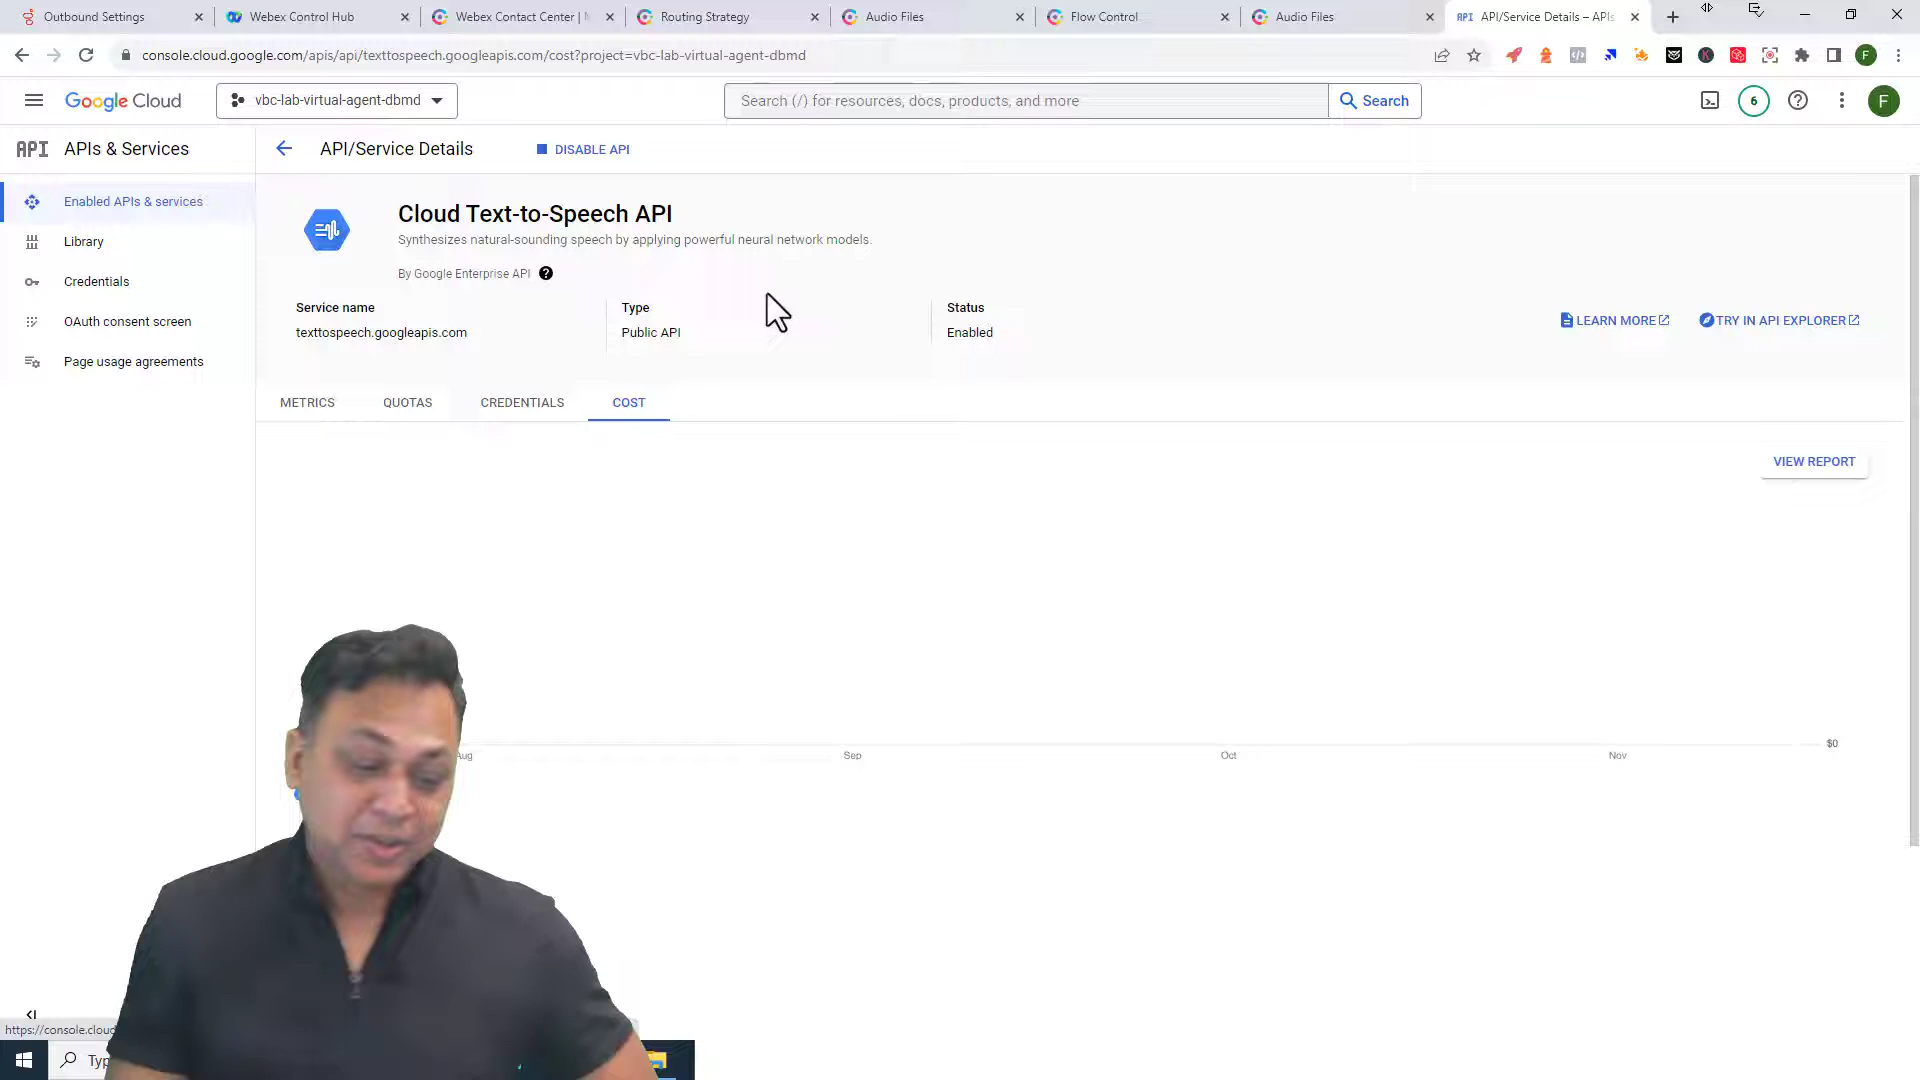 Outbound Settings
Webex Control Hub
Webex Contact Center |
Routing Strategy
Audio Files
Flow Control
Audio Files
API API/Service Details – APIs
console.cloud.google.com/apis/api/texttospeech.googleapis.com/cost?project=vbc-lab-virtual-agent-dbmd
F
Google Cloud
vbc-lab-virtual-agent-dbmd
Search (/) for resources, docs, products, and more
Search
6
F
API APIs & Services
API/Service Details
DISABLE API
Enabled APIs & services
Library
Credentials
OAuth consent screen
Page usage agreements
Cloud Text-to-Speech API
Synthesizes natural-sounding speech by applying powerful neural network models.
By Google Enterprise API
Service name
texttospeech.googleapis.com
Type
Public API
Status
Enabled
LEARN MORE
TRY IN API EXPLORER
METRICS
QUOTAS
CREDENTIALS
COST
VIEW REPORT
$0
Aug
Sep
Oct
Nov
https://console.cloud
Typ